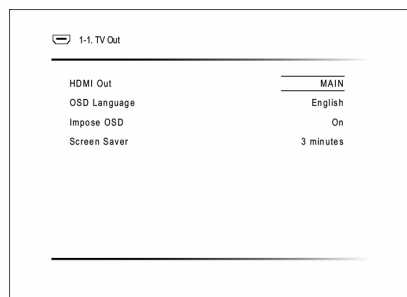 1-1. TV Out
HDMI Out MAIN
OSD Language English
Impose OSD On
Screen Saver 3 minutes